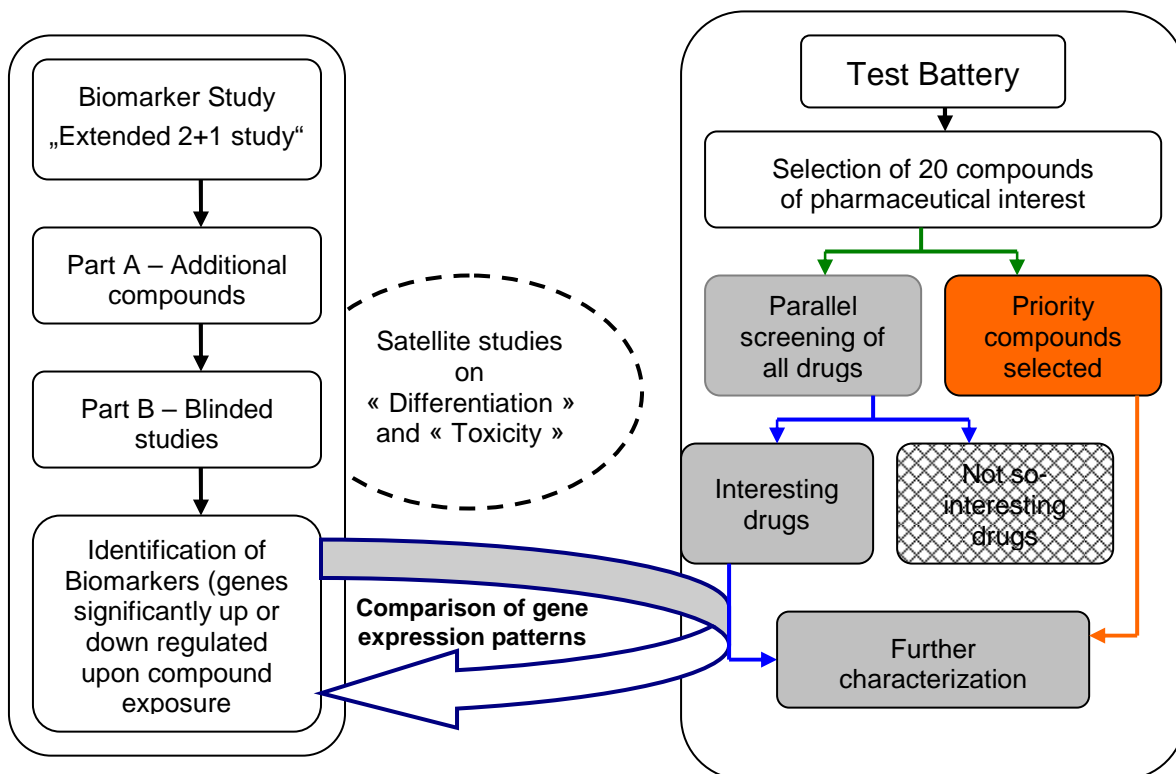 Biomarker Study
„Extended 2+1 study“
Part A – Additional
compounds
Part B – Blinded
studies
Identification of
Biomarkers (genes
significantly up or
down regulated
upon compound
exposure
Satellite studies
on
« Differentiation »
and « Toxicity »
Comparison of gene
expression patterns
Test Battery
Selection of 20 compounds
of pharmaceutical interest
Parallel
screening of
all drugs
Priority
compounds
selected
Interesting
drugs
Not so-
interesting
drugs
Further
characterization